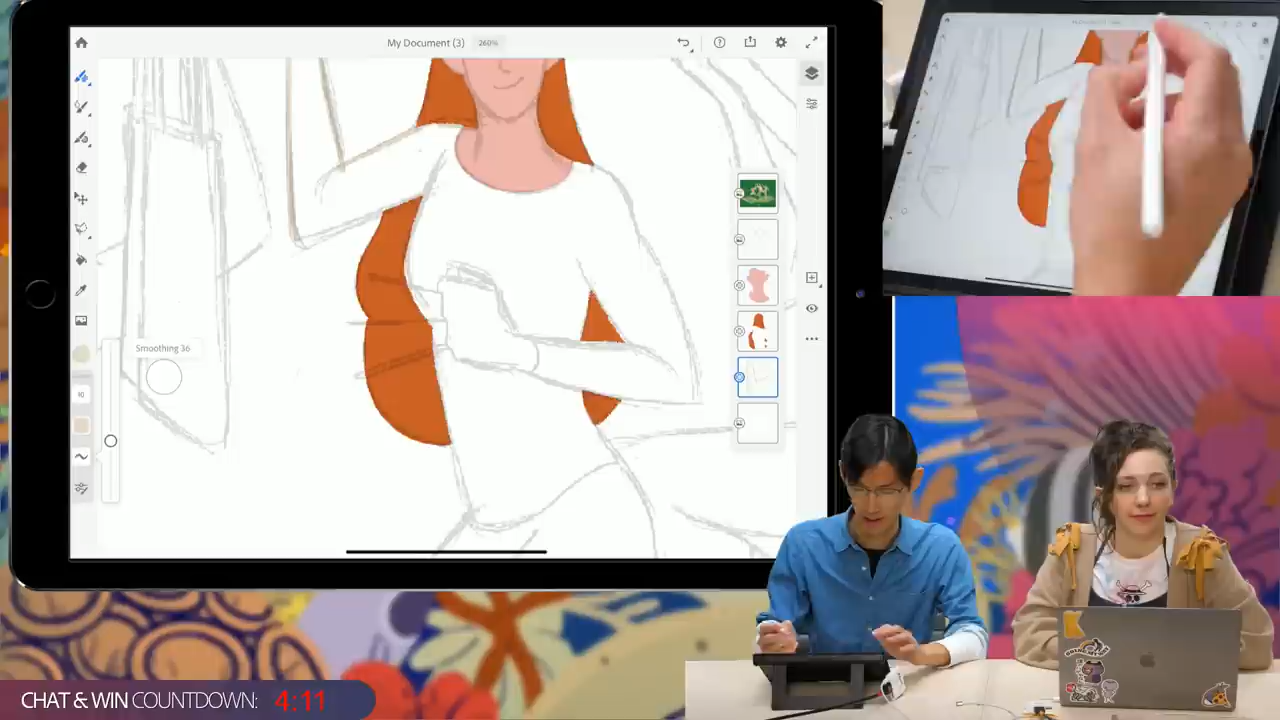 My Document (3)
260%
Smoothing 36
10
CHAT & WIN COUNTDOWN: 4:11